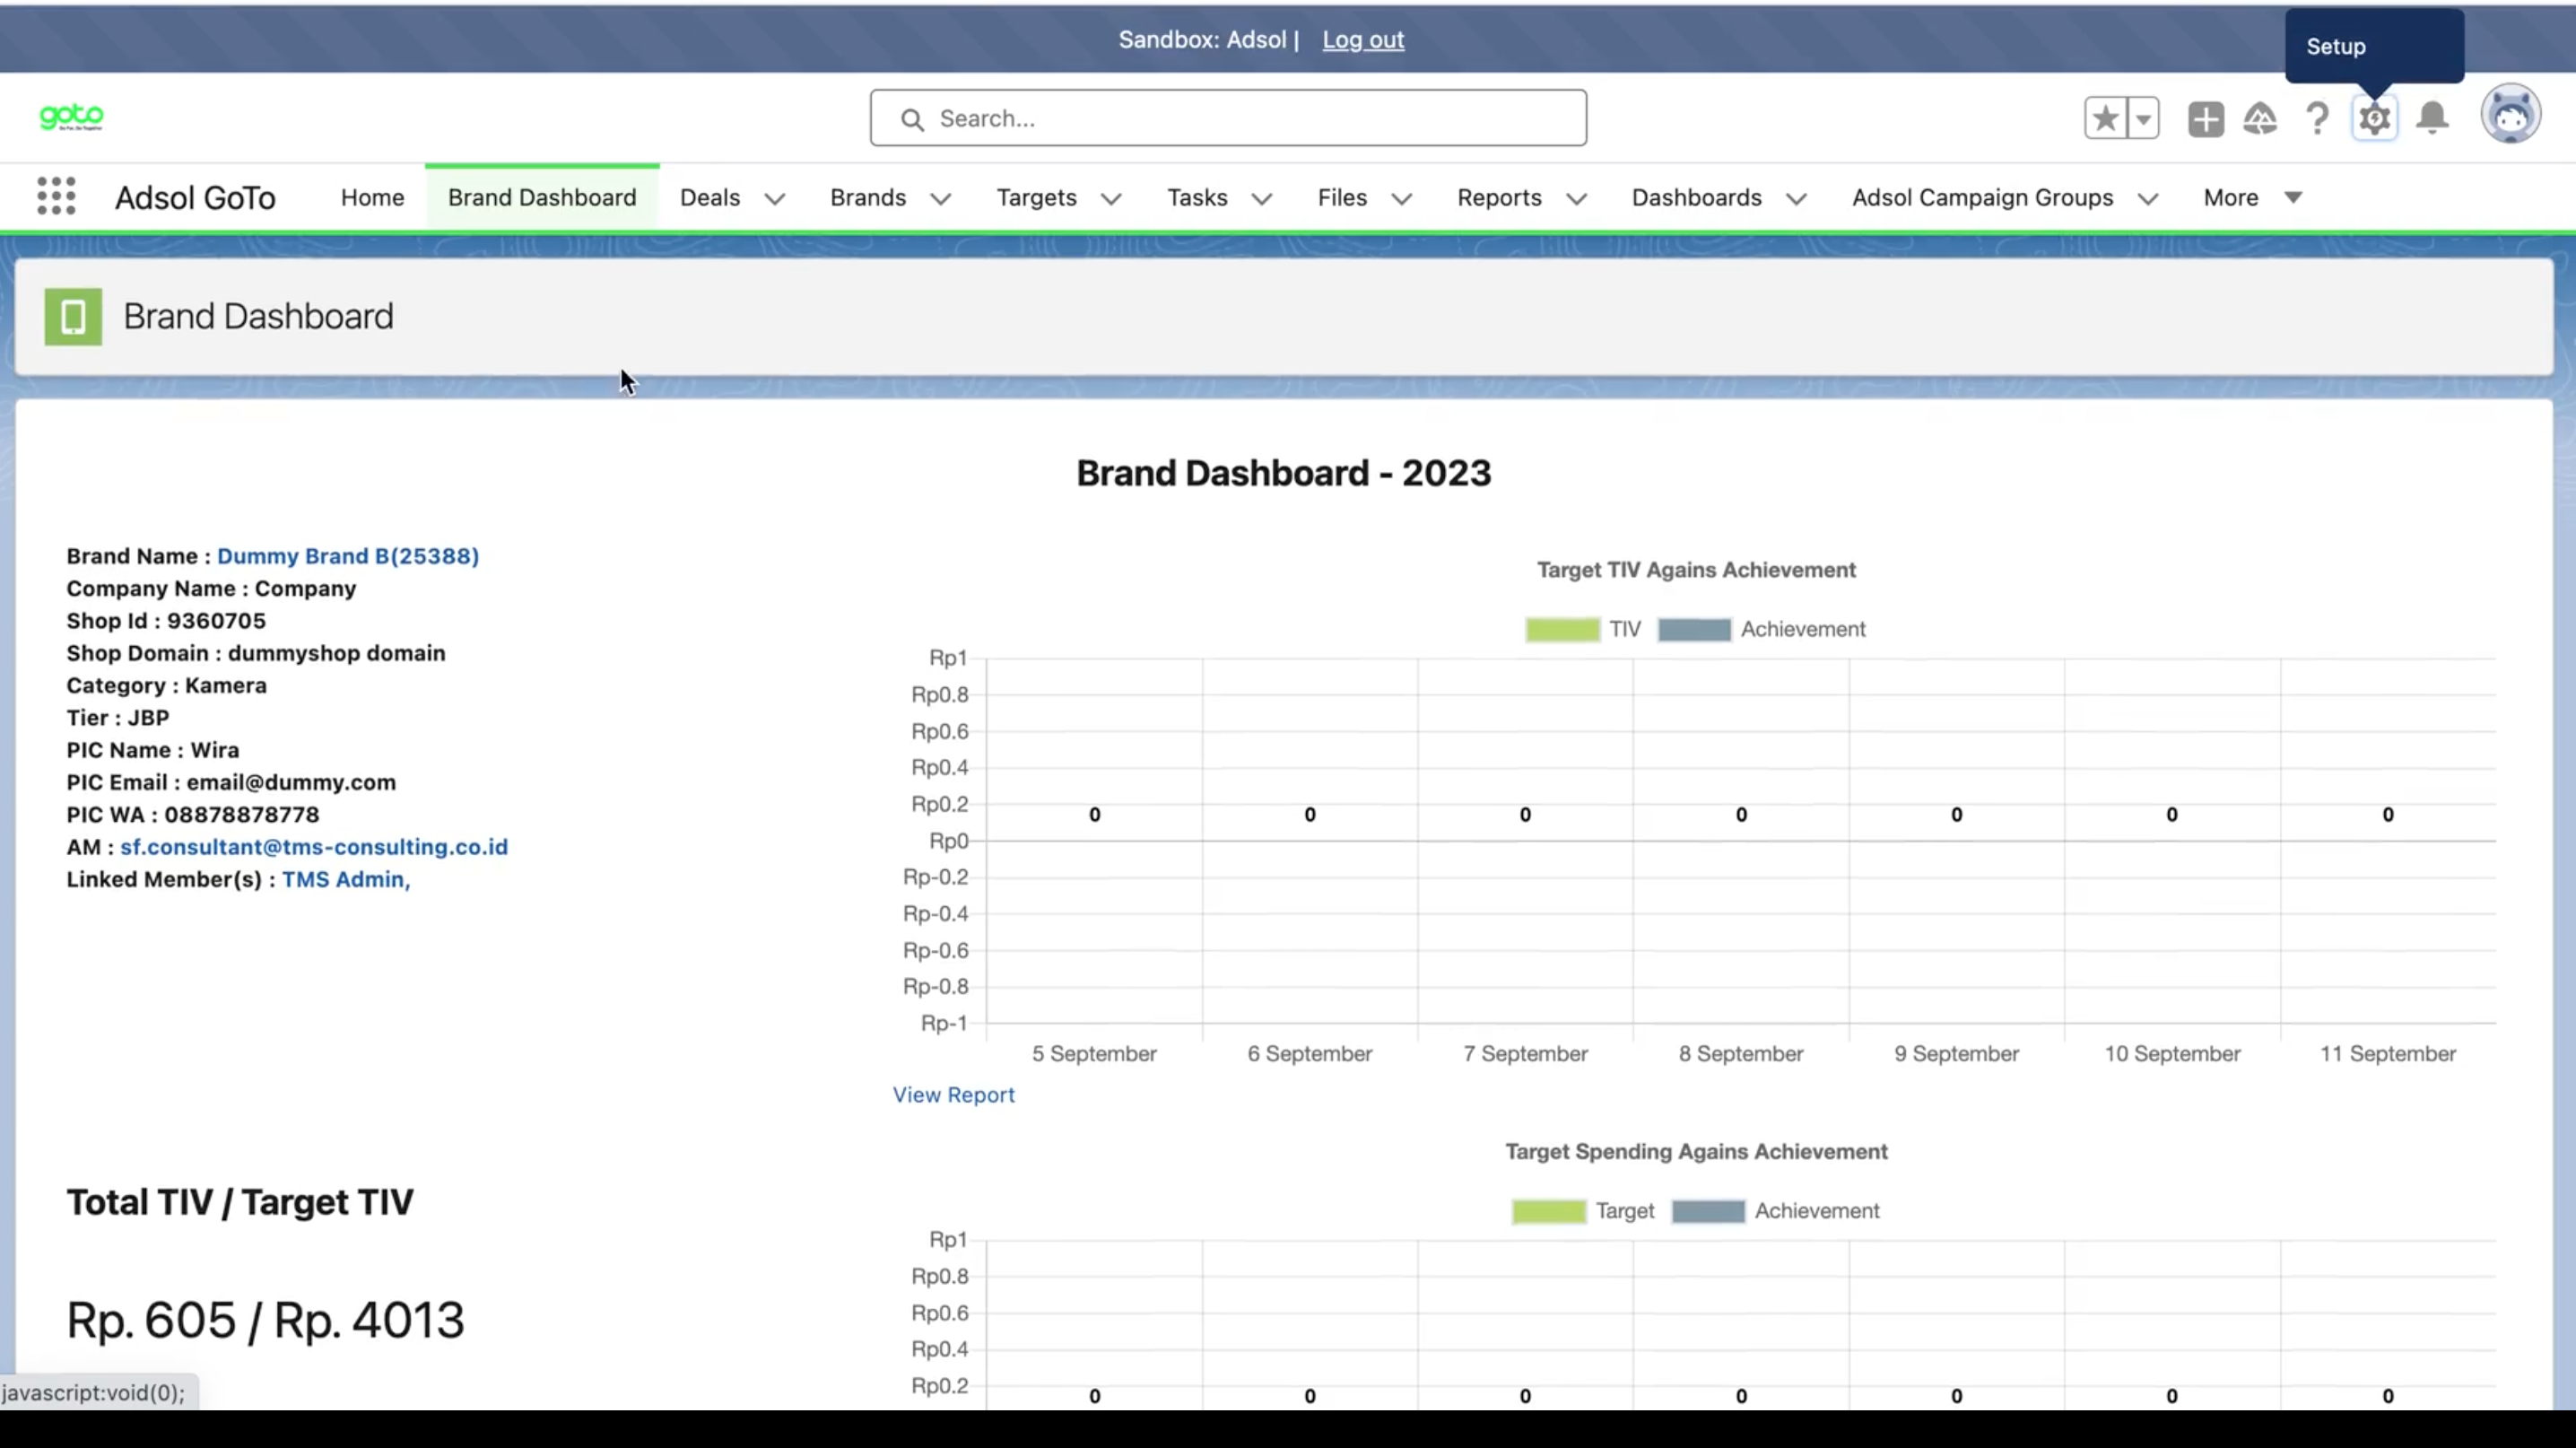 Sandbox: Adsol | Log out
Setup
goto
Search...
Adsol GoTo Home Brand Dashboard Deals Brands Targets Tasks Files Reports Dashboards Adsol Campaign Groups More
Brand Dashboard
Brand Dashboard - 2023
Brand Name : Dummy Brand B(25388)
Company Name : Company
Shop Id : 9360705
Shop Domain : dummyshop domain
Category : Kamera
Tier : JBP
PIC Name : Wira
PIC Email : email@dummy.com
PIC WA : 08878878778
AM : sf.consultant@tms-consulting.co.id
Linked Member(s) : TMS Admin,
Target TIV Agains Achievement
TIV Achievement
Rp1
Rp0.8
Rp0.6
Rp0.4
Rp0.2
0 0 0 0 0 0 0
Rp0
Rp-0.2
Rp-0.4
Rp-0.6
Rp-0.8
Rp-1
5 September 6 September 7 September 8 September 9 September 10 September 11 September
View Report
Total TIV / Target TIV
Rp. 605 / Rp. 4013
Target Spending Agains Achievement
Target Achievement
Rp1
Rp0.8
Rp0.6
Rp0.4
Rp0.2
0 0 0 0 0 0 0
javascript:void(0);